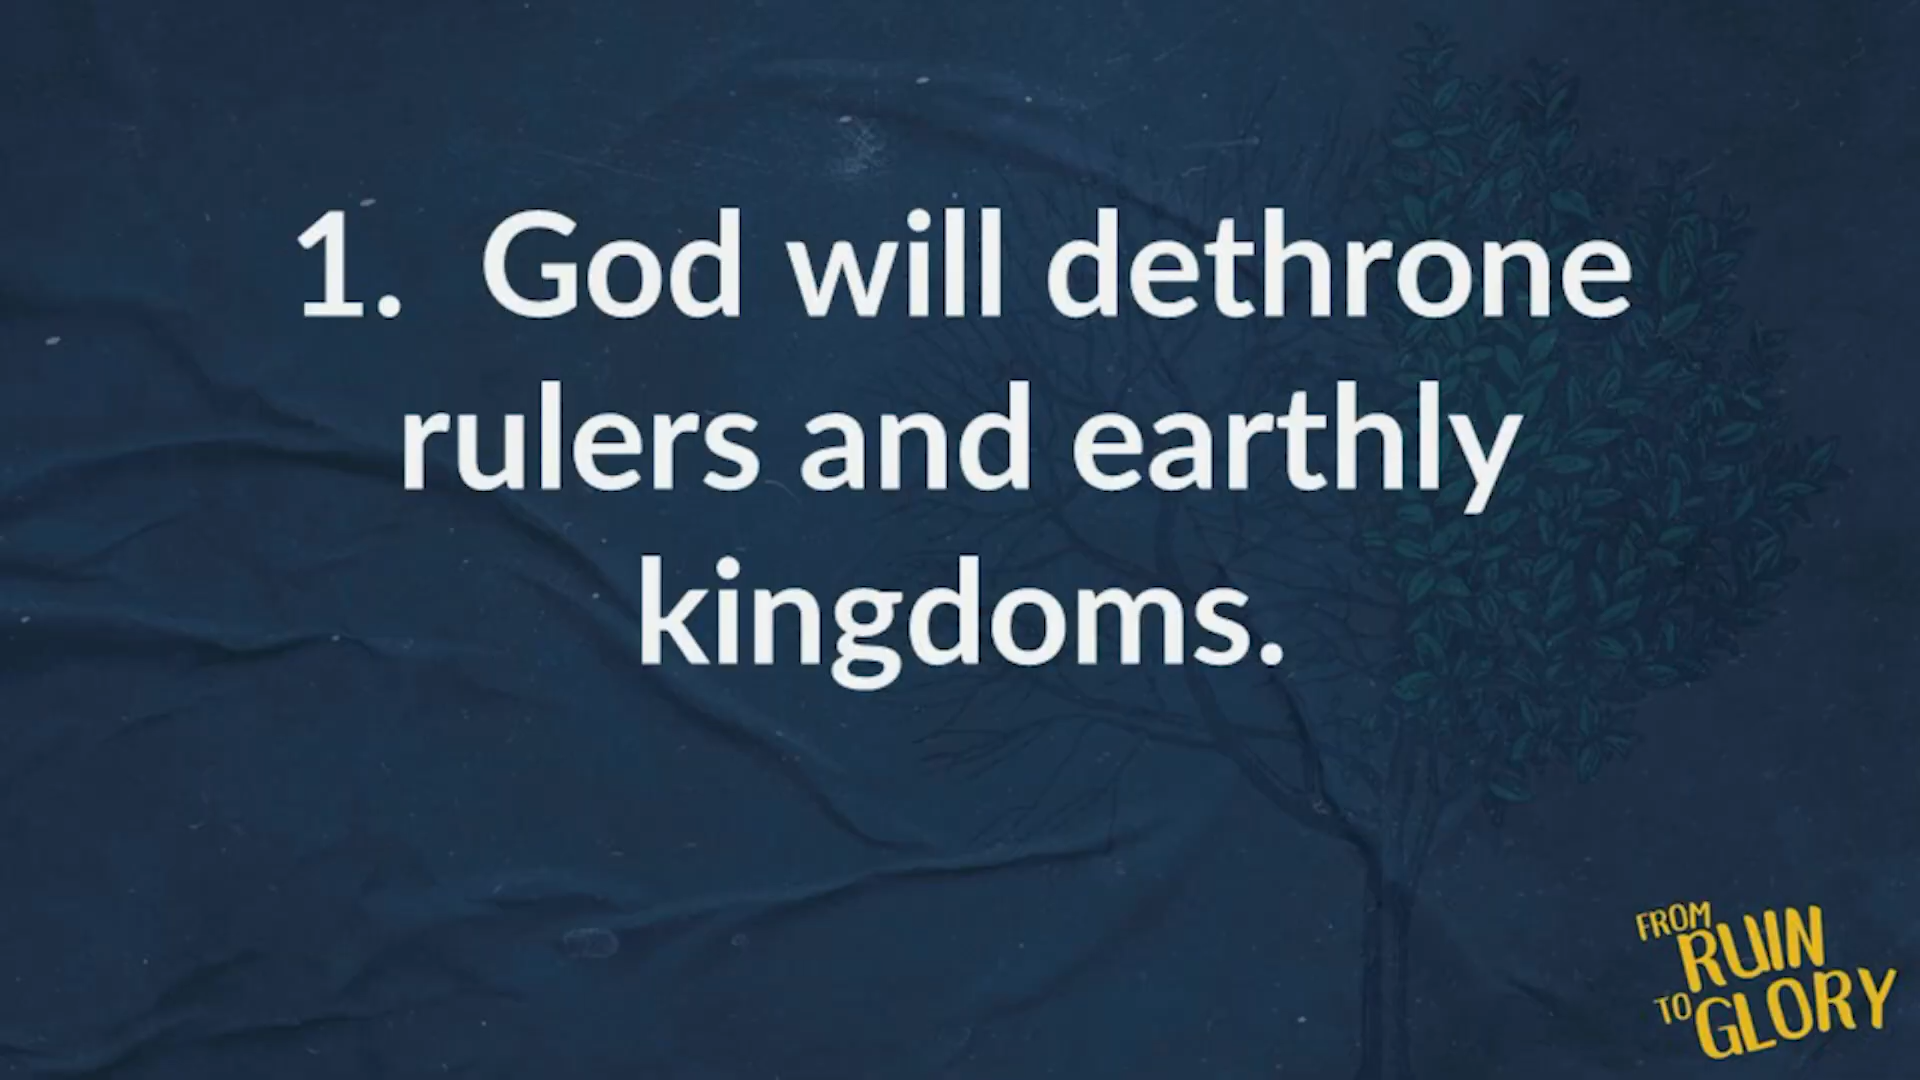 1. God will dethrone
rulers and earthly
kingdoms.
FROM
RUIN
TO
GLORY